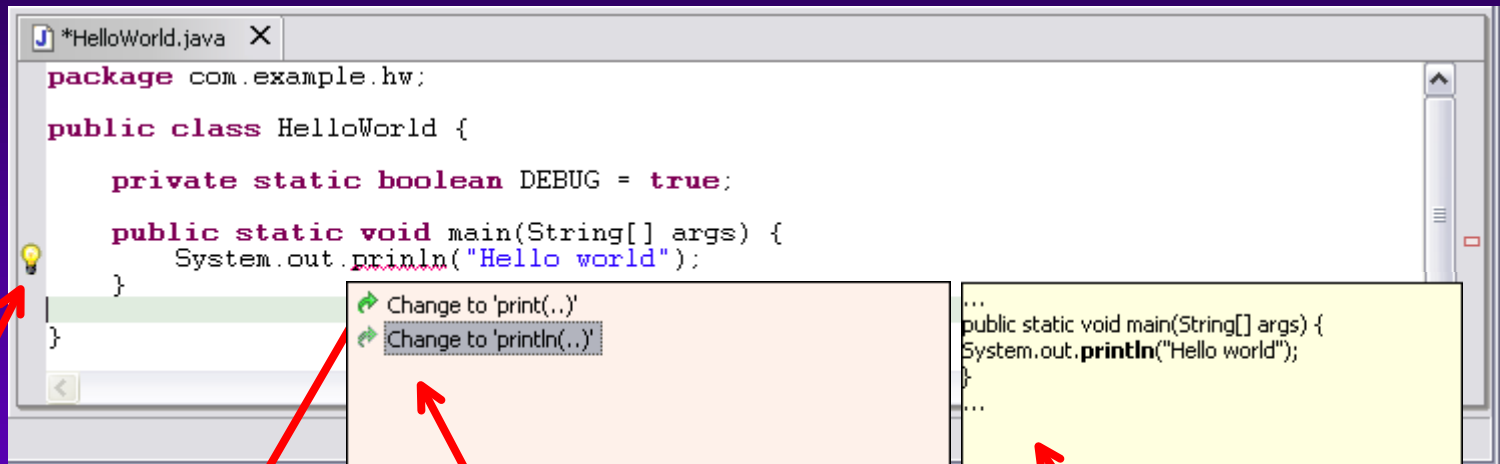 *HelloWorld.java
package com.example.hw;
public class HelloWorld {
private static boolean DEBUG = true;
public static void main(String[] args) {
System.out.prinln("Hello world");
}
}
Change to 'print(..)'
Change to 'println(..)'
...
public static void main(String[] args) {
System.out.println("Hello world");
}
...